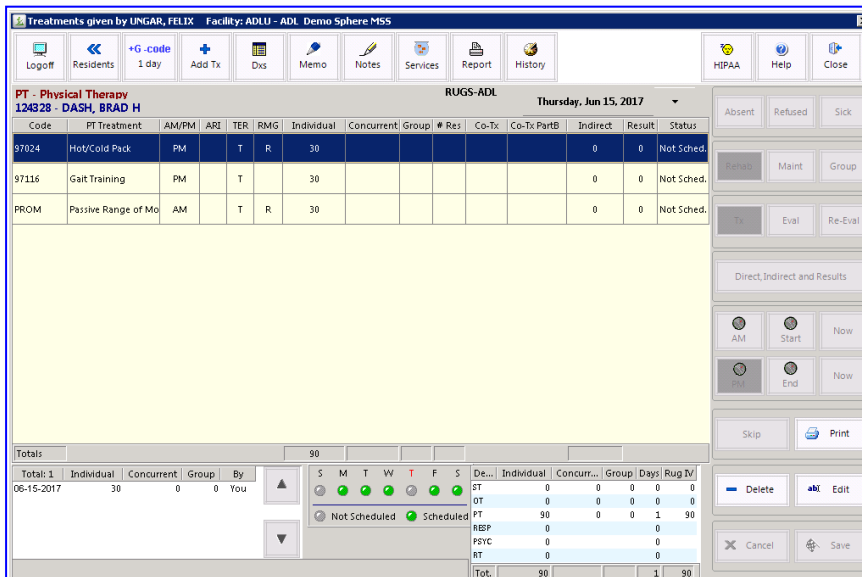 Treatments given by UNGAR, FELIX Facility: ADLU - ADL Demo Sphere MSS
Logoff Residents +G -code 1 day Add Tx Dxs Memo Notes Services Report History HIPAA Help Close
PT - Physical Therapy RUGS-ADL
124328 - DASH, BRAD H Thursday, Jun 15, 2017
Code PT Treatment AM/PM ARI TER RMG Individual Concurrent Group # Res Co-Tx Co-Tx PartB Indirect Result Status
97024 Hot/Cold Pack PM T R 30 0 0 Not Sched.
97116 Gait Training PM T 30 0 0 Not Sched.
PROM Passive Range of Mo AM T R 30 0 0 Not Sched.
Totals 90
Absent Refused Sick
Rehab Maint Group
Tx Eval Re-Eval
Direct,Indirect and Results
AM Start Now
PM End Now
Skip Print
Delete ab Edit
Cancel Save
Total: 1 Individual Concurrent Group By
06-15-2017 30 0 0 You
S M T W T F S
Not Scheduled Scheduled
De... Individual Concurr... Group Days Rug IV
ST 0 0 0 0 0
OT 0 0 0 0 0
PT 90 0 0 1 90
RESP 0 0
PSYC 0 0
RT 0 0
Tot. 90 1 90